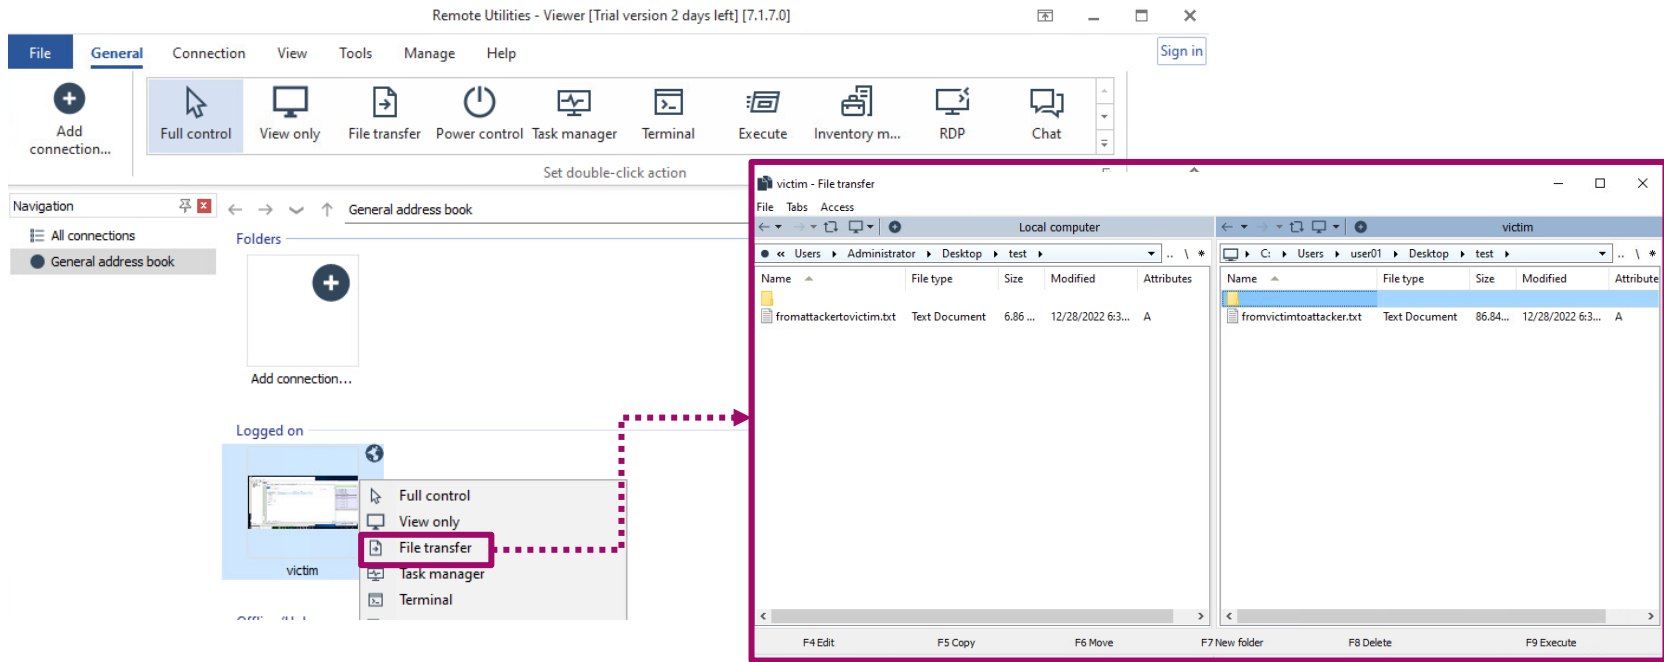 Remote Utilities - Viewer [Trial version 2 days left] [7.1.7.0]
File General Connection View Tools Manage Help Sign in
Add connection...
Full control View only File transfer Power control Task manager Terminal Execute Inventory m... RDP Chat
Set double-click action
Navigation
All connections
General address book
General address book
Folders
Add connection...
Logged on
victim
Full control
View only
File transfer
Task manager
Terminal
victim - File transfer
File Tabs Access
Local computer
« Users Administrator Desktop test .. \ *
Name File type Size Modified Attributes
fromattackertovictim.txt Text Document 6.86 ... 12/28/2022 6:3... A
victim
C: Users user01 Desktop test .. \ *
Name File type Size Modified Attribute
fromvictimtoattacker.txt Text Document 86.84... 12/28/2022 6:3... A
F4 Edit F5 Copy F6 Move F7 New folder F8 Delete F9 Execute